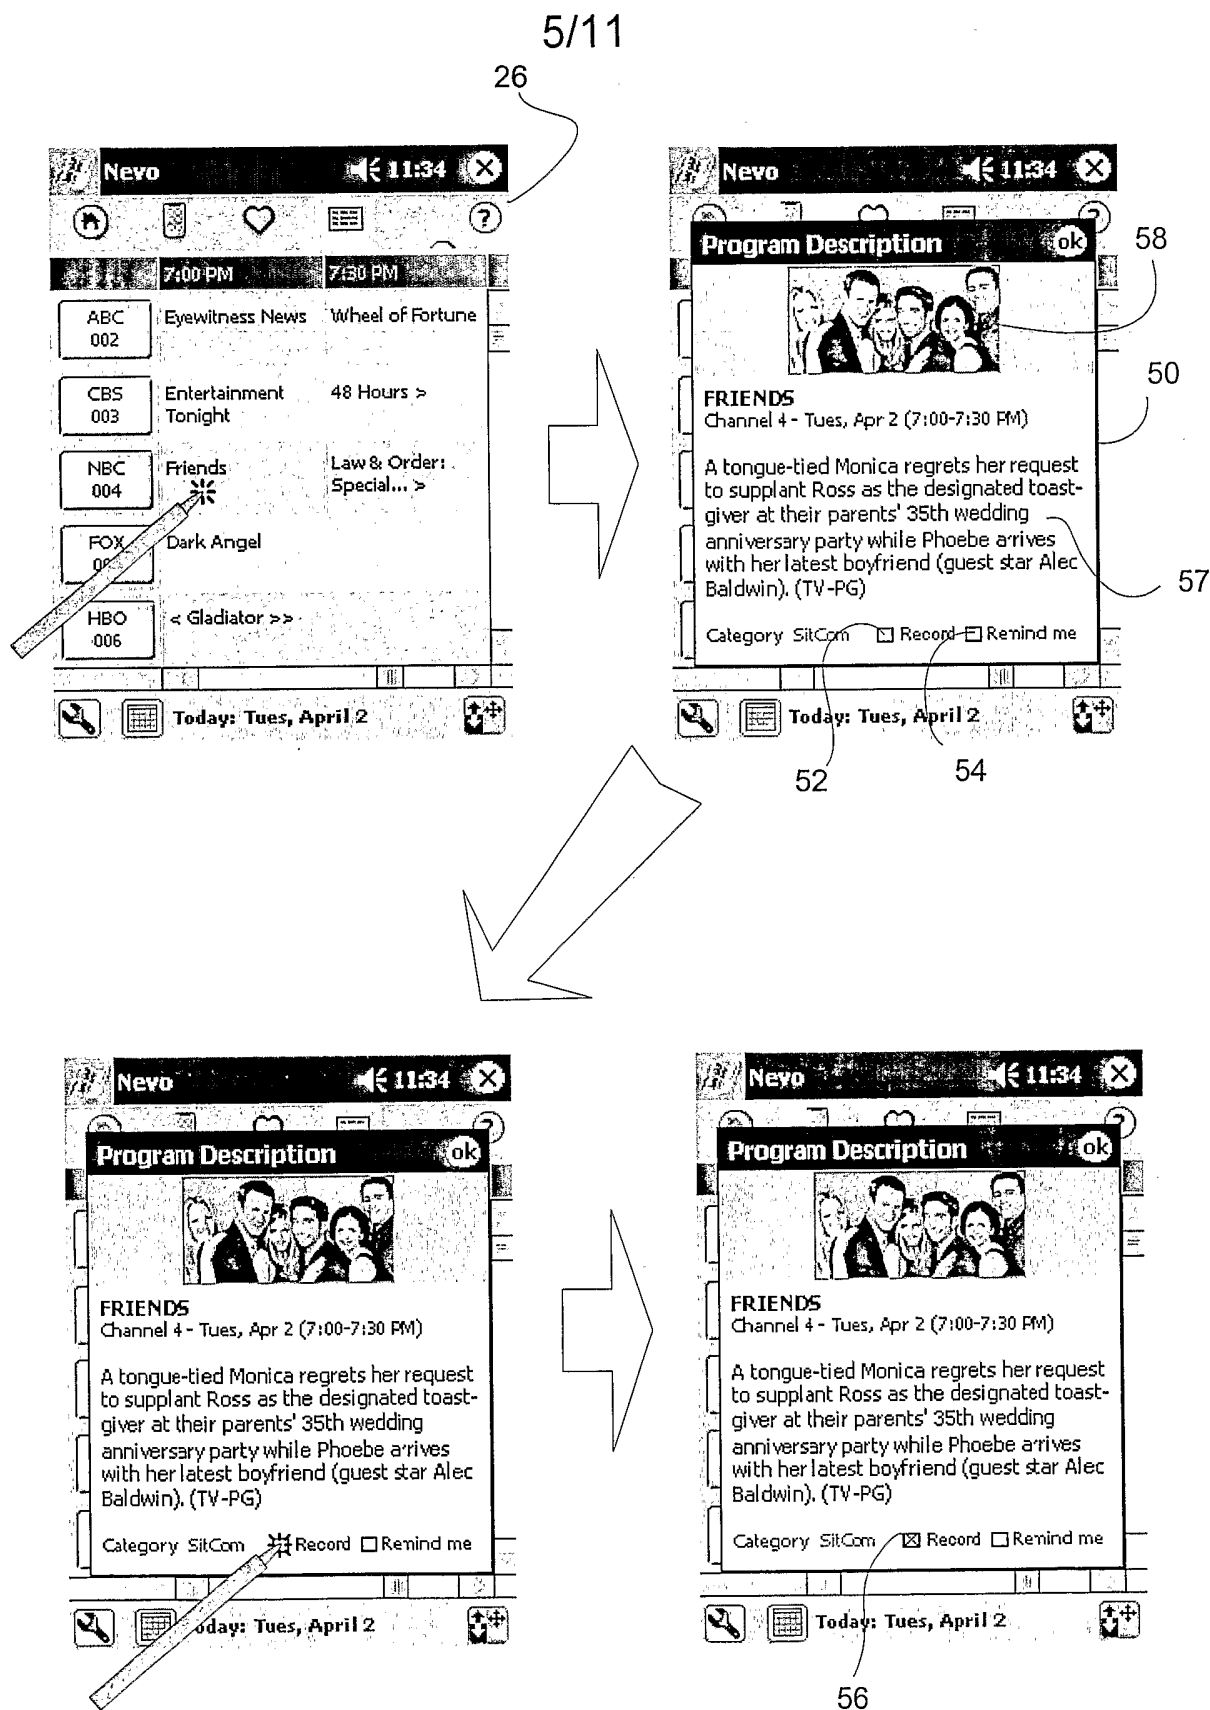 5/11
26
Nevo 11:34
?
7:00 PM 7:30 PM
ABC 002 Eyewitness News Wheel of Fortune
CBS 003 Entertainment Tonight 48 Hours >
NBC 004 Friends Law & Order: Special... >
FOX Dark Angel
HBO 006 < Gladiator >>
Today: Tues, April 2
Nevo 11:34
?
Program Description ok
58
50
FRIENDS
Channel 4 - Tues, Apr 2 (7:00-7:30 PM)
A tongue-tied Monica regrets her request
to supplant Ross as the designated toast-
giver at their parents' 35th wedding
anniversary party while Phoebe arrives
with her latest boyfriend (guest star Alec
Baldwin). (TV-PG)
57
Category SitCom Record Remind me
Today: Tues, April 2
52
54
Nevo 11:34
?
Program Description ok
FRIENDS
Channel 4 - Tues, Apr 2 (7:00-7:30 PM)
A tongue-tied Monica regrets her request
to supplant Ross as the designated toast-
giver at their parents' 35th wedding
anniversary party while Phoebe arrives
with her latest boyfriend (guest star Alec
Baldwin). (TV-PG)
Category SitCom Record Remind me
oday: Tues, April 2
Nevo 11:34
?
Program Description ok
FRIENDS
Channel 4 - Tues, Apr 2 (7:00-7:30 PM)
A tongue-tied Monica regrets her request
to supplant Ross as the designated toast-
giver at their parents' 35th wedding
anniversary party while Phoebe arrives
with her latest boyfriend (guest star Alec
Baldwin). (TV-PG)
Category SitCom Record Remind me
Today: Tues, April 2
56